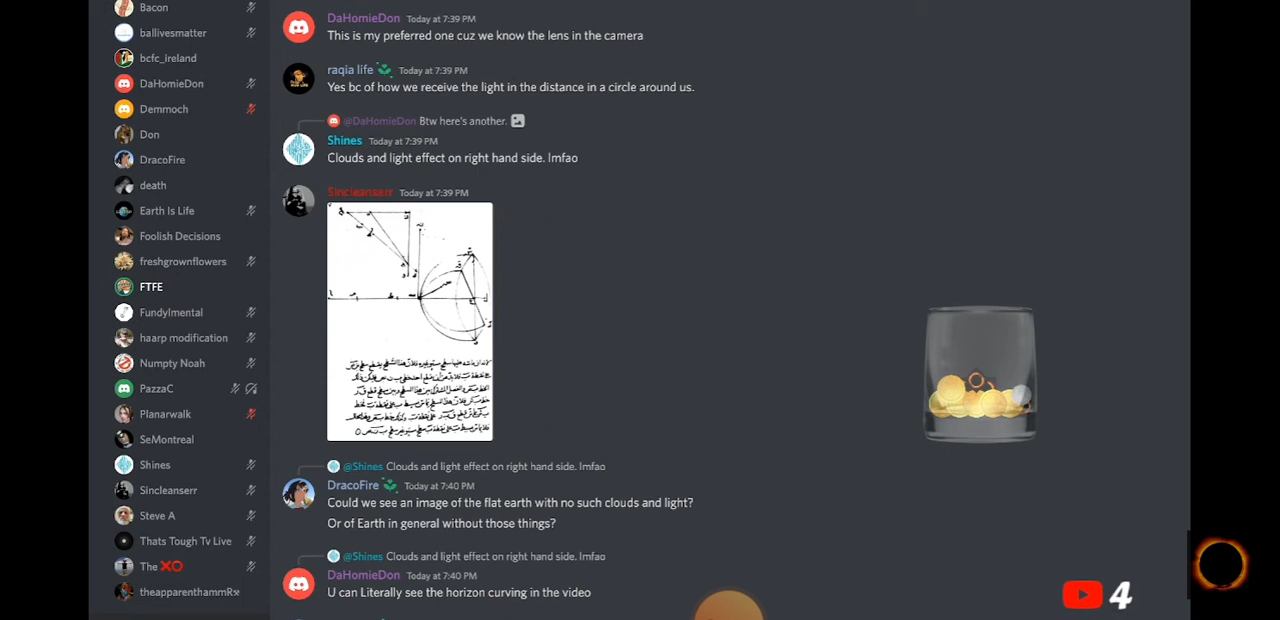 Bacon
ballivesmatter
bcfc_ireland
DaHomieDon
Demmoch
Don
DracoFire
death
Earth Is Life
Foolish Decisions
freshgrownflowers
FTFE
FundyImental
haarp modification
Numpty Noah
PazzaC
Planarwalk
SeMontreal
Shines
Sincleanserr
Steve A
Thats Tough Tv Live
The ❌⭕
DaHomieDon Today at 7:39 PM
This is my preferred one cuz we know the lens in the camera
raqia life Today at 7:39 PM
Yes bc of how we receive the light in the distance in a circle around us.
@DaHomieDon Btw here's another.
Shines Today at 7:39 PM
Clouds and light effect on right hand side. lmfao
Sincleanserr Today at 7:39 PM
@Shines Clouds and light effect on right hand side. lmfao
DracoFire Today at 7:40 PM
Could we see an image of the flat earth with no such clouds and light?
Or of Earth in general without those things?
@Shines Clouds and light effect on right hand side. lmfao
DaHomieDon Today at 7:40 PM
U can Literally see the horizon curving in the video
4